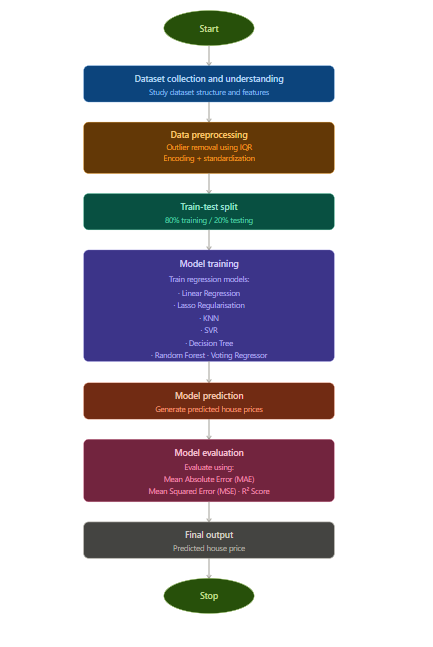 Start
Dataset collection and understanding
Study dataset structure and features
Data preprocessing
Outlier removal using IQR
Encoding + standardization
Train-test split
80% training / 20% testing
Model training
Train regression models:
· Linear Regression
· Lasso Regularisation
· KNN
· SVR
· Decision Tree
· Random Forest · Voting Regressor
Model prediction
Generate predicted house prices
Model evaluation
Evaluate using:
Mean Absolute Error (MAE)
Mean Squared Error (MSE) · R² Score
Final output
Predicted house price
Stop